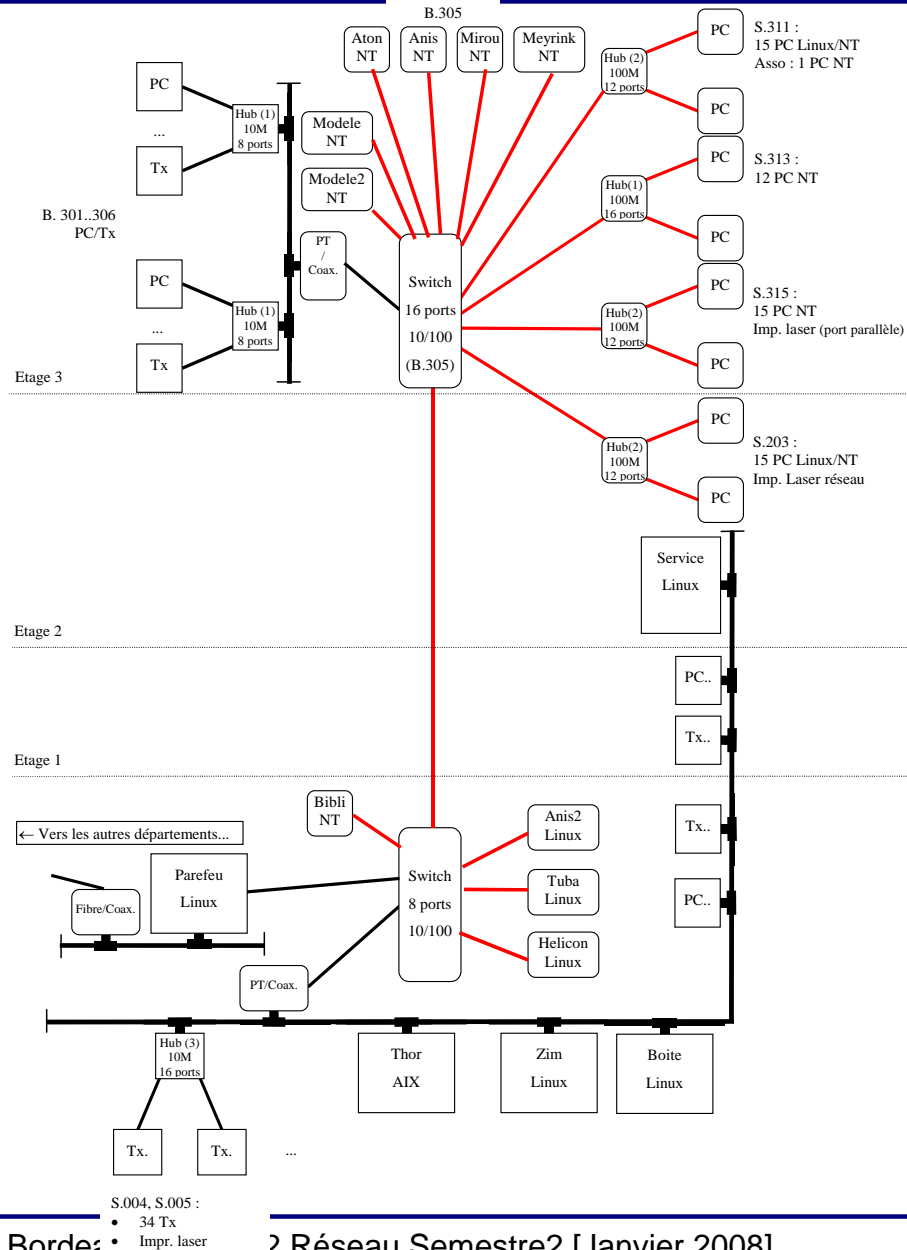 B.305
Aton
NT
Anis
NT
Mirou
NT
Meyrink
NT
Modele
NT
Modele2
NT
PC
...
Tx
Hub (1)
10M
8 ports
B. 301..306
PC/Tx
PC
...
Tx
Hub (1)
10M
8 ports
PT
/
Coax.
Switch
16 ports
10/100
(B.305)
Hub (2)
100M
12 ports
PC
PC
S.311 :
15 PC Linux/NT
Asso : 1 PC NT
Hub(1)
100M
16 ports
PC
PC
S.313 :
12 PC NT
Hub(2)
100M
12 ports
PC
PC
S.315 :
15 PC NT
Imp. laser (port parallèle)
Etage 3
Hub(2)
100M
12 ports
PC
PC
S.203 :
15 PC Linux/NT
Imp. Laser réseau
Service
Linux
Etage 2
PC..
Tx..
Etage 1
Bibli
NT
← Vers les autres départements...
Parefeu
Linux
Fibre/Coax.
Switch
8 ports
10/100
Anis2
Linux
Tuba
Linux
Helicon
Linux
Tx..
PC..
PT/Coax.
Hub (3)
10M
16 ports
Thor
AIX
Zim
Linux
Boite
Linux
Tx.
Tx.
...
S.004, S.005 :
• 34 Tx
• Impr. laser
2 Réseau Semestre2 [Janvier 2008]